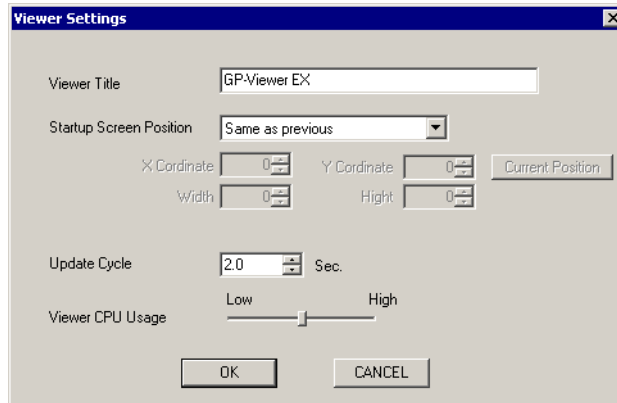 Viewer Settings
Viewer Title GP-Viewer EX
Startup Screen Position Same as previous
X Cordinate 0 Y Cordinate 0 Current Position
Width 0 Hight 0
Update Cycle 2.0 Sec.
Low High
Viewer CPU Usage
OK CANCEL